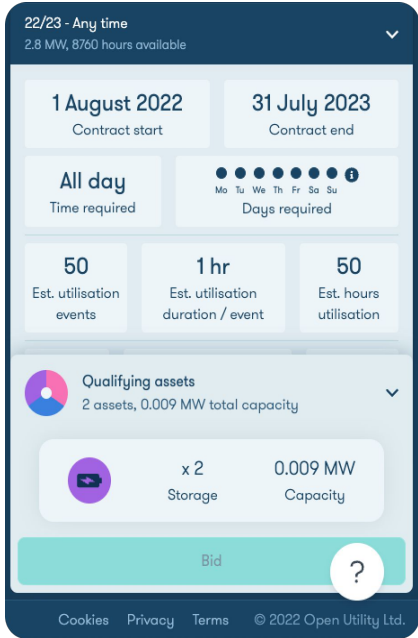 22/23 - Any time
2.8 MW, 8760 hours available
1 August 2022
Contract start
31 July 2023
Contract end
All day
Time required
Mo Tu We Th Fr Sa Su
Days required
50
Est. utilisation
events
1 hr
Est. utilisation
duration / event
50
Est. hours
utilisation
Qualifying assets
2 assets, 0.009 MW total capacity
x 2
Storage
0.009 MW
Capacity
Bid
?
Cookies Privacy Terms © 2022 Open Utility Ltd.